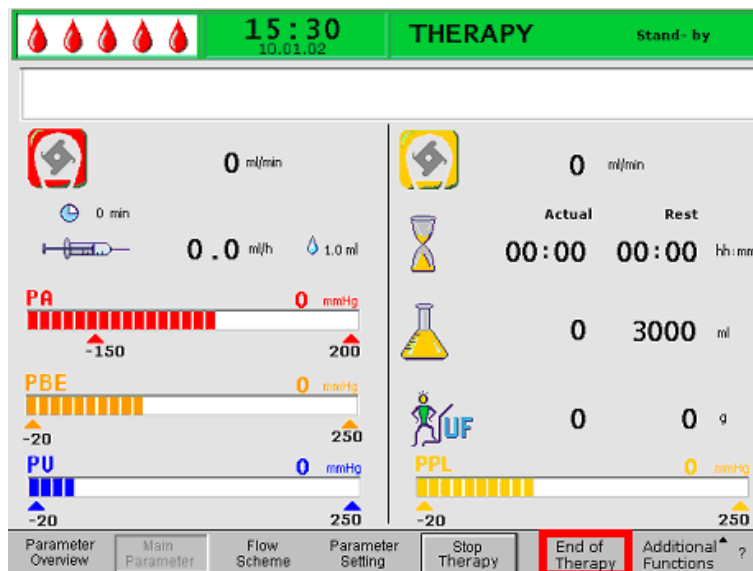 15:30 THERAPY Stand- by
10.01.02
0 ml/min
0 min
0.0 ml/h 1.0 ml
PA 0 mmHg
-150 200
PBE 0 mmHg
-20 250
PV 0 mmHg
-20 250
0 ml/min
Actual Rest
00:00 00:00 hh:mm
0 3000 ml
UF 0 0 g
PPL 0 mmHg
-20 250
Parameter Overview
Main Parameter
Flow Scheme
Parameter Setting
Stop Therapy
End of Therapy
Additional Functions
?